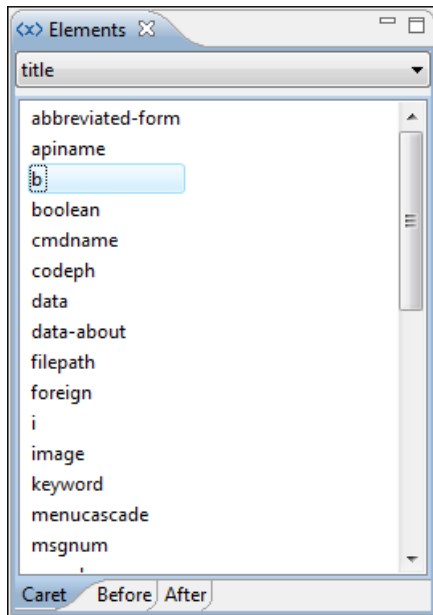 <x> Elements
title
abbreviated-form
apiname
b
boolean
cmdname
codeph
data
data-about
filepath
foreign
i
image
keyword
menucascade
msgnum
Caret Before After